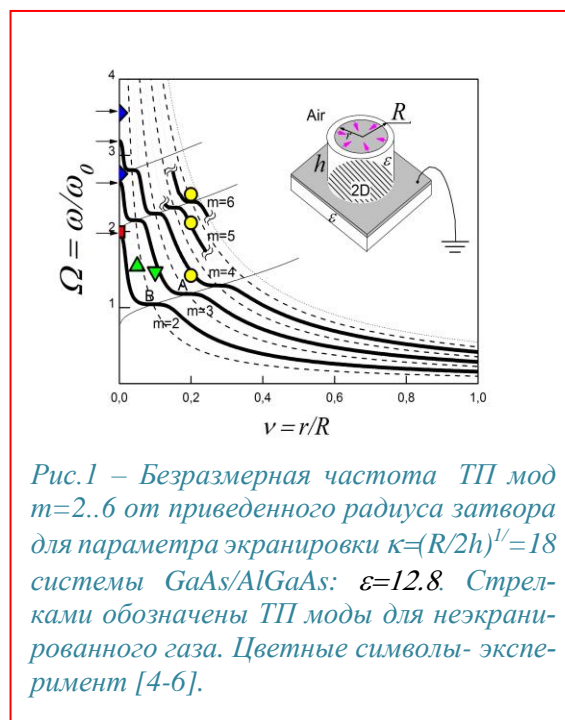 4
3
2
1
Ω = ω/ω₀
0,0 0,2 0,4 0,6 0,8 1,0
ν = r/R
m=6
m=5
m=4
m=3
m=2
A
B
Air
R
r
h
ε
2D
ε
Рис.1 – Безразмерная частота ТП мод
m=2..6 от приведенного радиуса затвора
для параметра экранировки κ=(R/2h)^1/=18
системы GaAs/AlGaAs: ε=12.8. Стрел-
ками обозначены ТП моды для неэкрани-
рованного газа. Цветные символы- экспе-
римент [4-6].